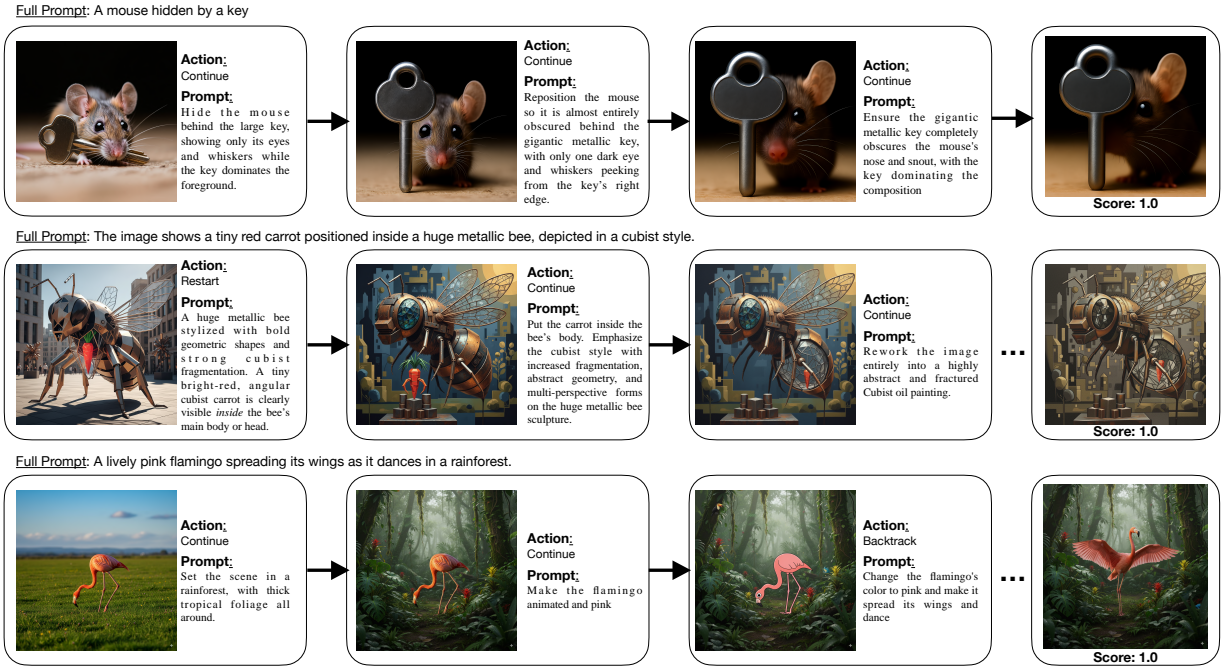 Full Prompt: A mouse hidden by a key
Action:
Continue
Prompt:
Hide the mouse
behind the large key,
showing only its eyes
and whiskers while
the key dominates the
foreground.
Action:
Continue
Prompt:
Reposition the mouse
so it is almost entirely
obscured behind the
gigantic metallic key,
with only one dark eye
and whiskers peeking
from the key's right
edge.
Action:
Continue
Prompt:
Ensure the gigantic
metallic key completely
obscures the mouse's
nose and snout, with the
key dominating the
composition
Score: 1.0
Full Prompt: The image shows a tiny red carrot positioned inside a huge metallic bee, depicted in a cubist style.
Action:
Restart
Prompt:
A huge metallic bee
stylized with bold
geometric shapes and
strong cubist
fragmentation. A tiny
bright-red, angular
cubist carrot is clearly
visible inside the bee's
main body or head.
Action:
Continue
Prompt:
Put the carrot inside the
bee's body. Emphasize
the cubist style with
increased fragmentation,
abstract geometry, and
multi-perspective forms
on the huge metallic bee
sculpture.
Action:
Continue
Prompt:
Rework the image
entirely into a highly
abstract and fractured
Cubist oil painting.
...
Score: 1.0
Full Prompt: A lively pink flamingo spreading its wings as it dances in a rainforest.
Action:
Continue
Prompt:
Set the scene in a
rainforest, with thick
tropical foliage all
around.
Action:
Continue
Prompt:
Make the flamingo
animated and pink
Action:
Backtrack
Prompt:
Change the flamingo's
color to pink and make it
spread its wings and
dance
...
Score: 1.0